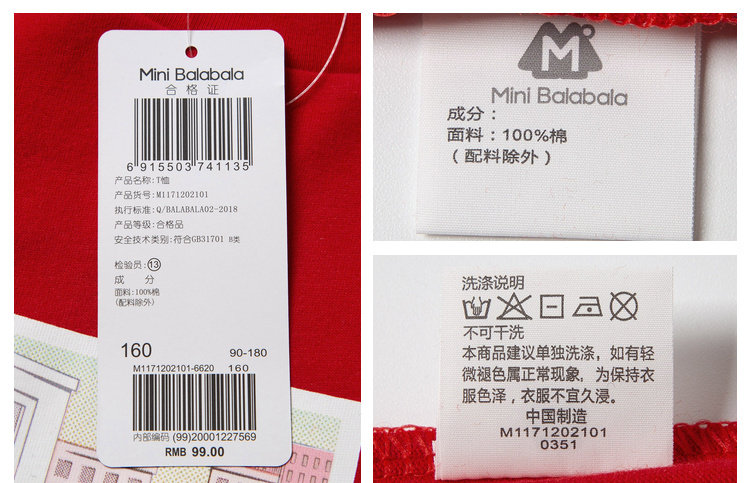 Mini Balabala
合格证
6 915503 741135
产品名称:T恤
产品货号:M1171202101
执行标准:Q/BALABALA02-2018
产品等级:合格品
安全技术类别:符合GB31701 B类
检验员:⑬
成 分
面料:100%棉
(配料除外)
160 90-180
M1171202101-6620 160
内部编码 (99)20001227569
RMB 99.00
M
Mini Balabala
成分：
面料：100%棉
（配料除外）
洗涤说明
不可干洗
本商品建议单独洗涤，如有轻
微褪色属正常现象，为保持衣
服色泽，衣服不宜久浸。
中国制造
M1171202101
0351